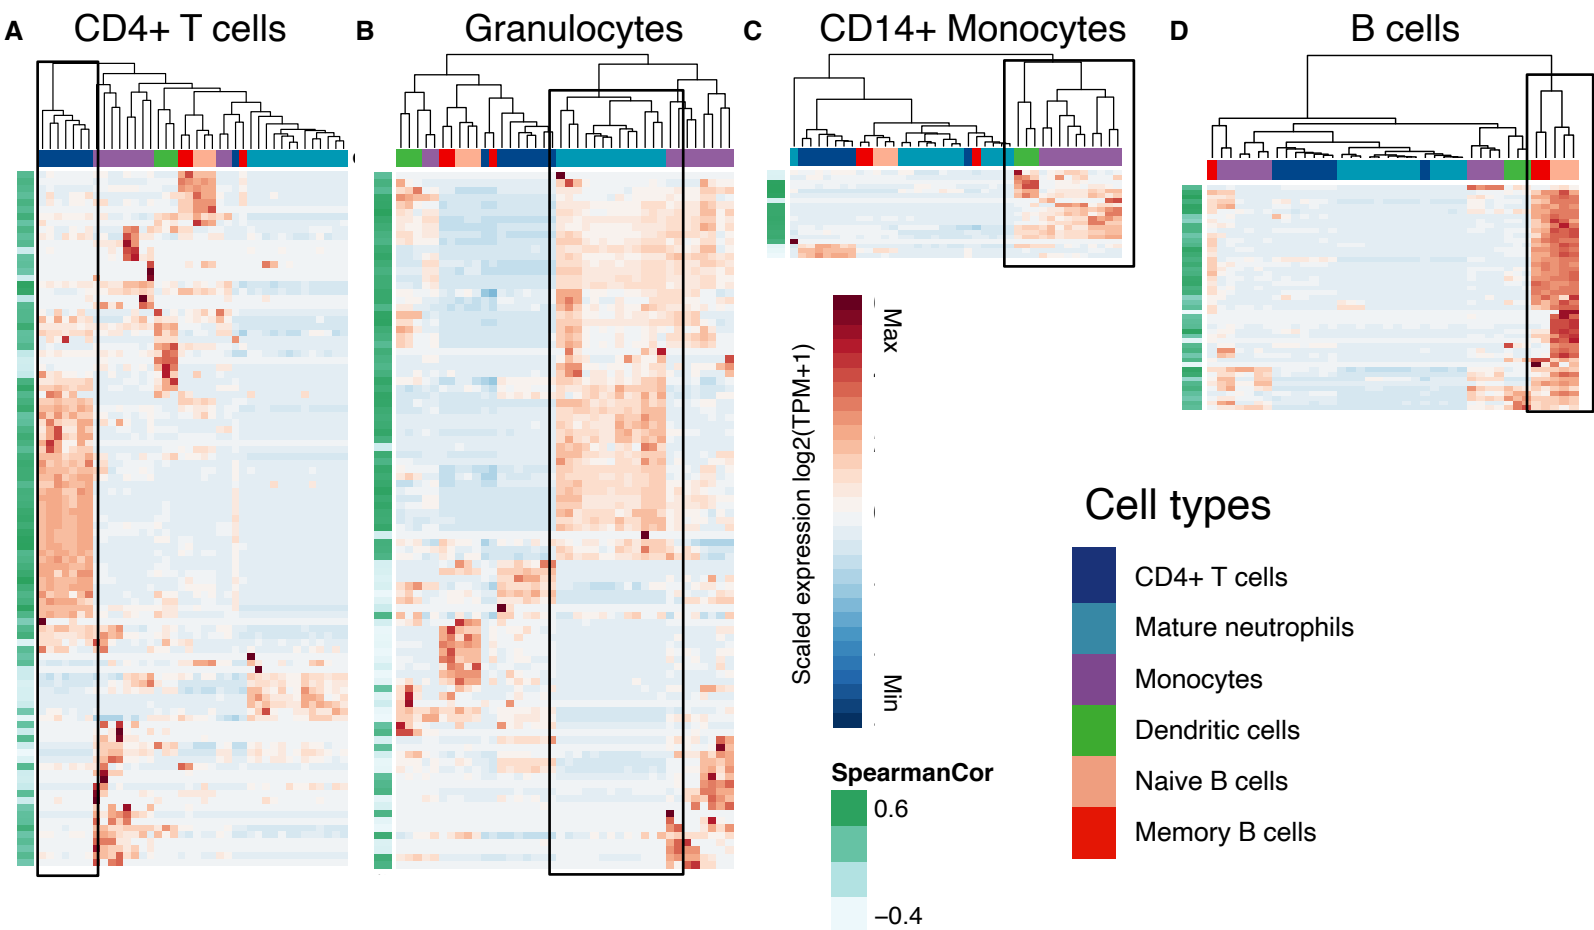 A CD4+ T cells
B Granulocytes
C CD14+ Monocytes
D B cells
Scaled expression log2(TPM+1)
Max
Min
SpearmanCor
0.6
−0.4
Cell types
CD4+ T cells
Mature neutrophils
Monocytes
Dendritic cells
Naive B cells
Memory B cells